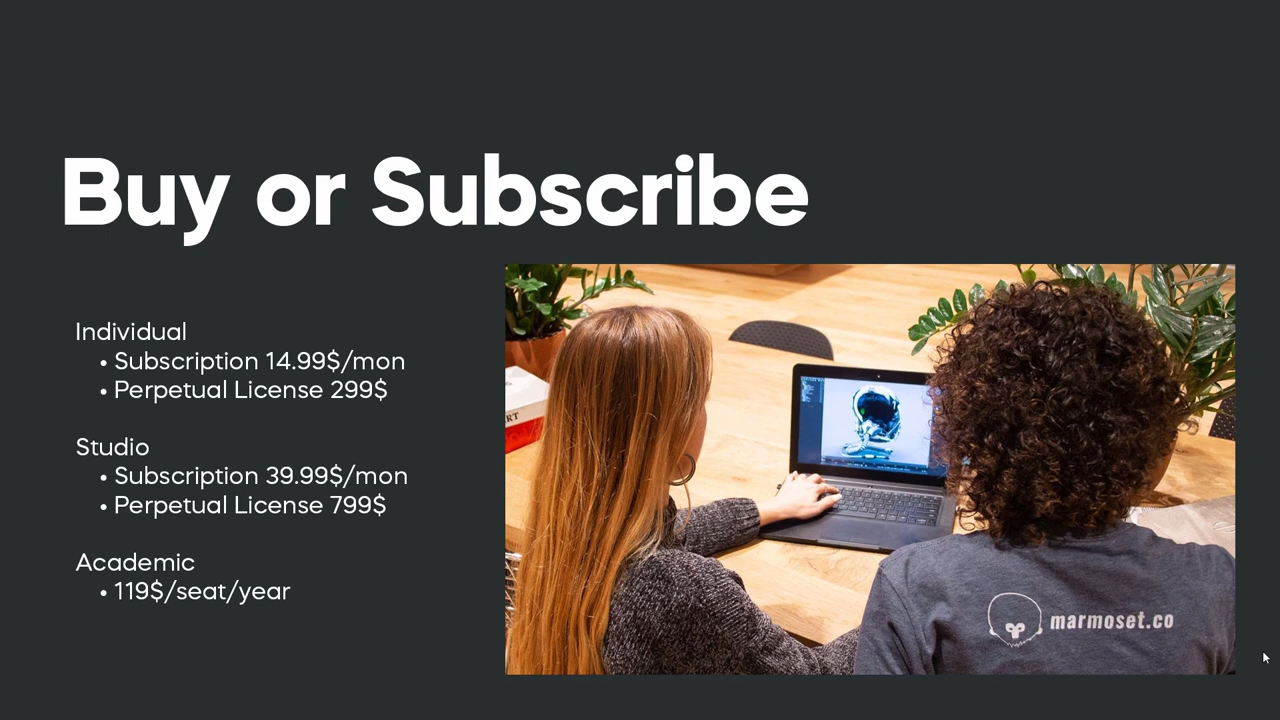 Buy or Subscribe
Individual
• Subscription 14.99$/mon
• Perpetual License 299$
Studio
• Subscription 39.99$/mon
• Perpetual License 799$
Academic
• 119$/seat/year
RT
marmoset.co